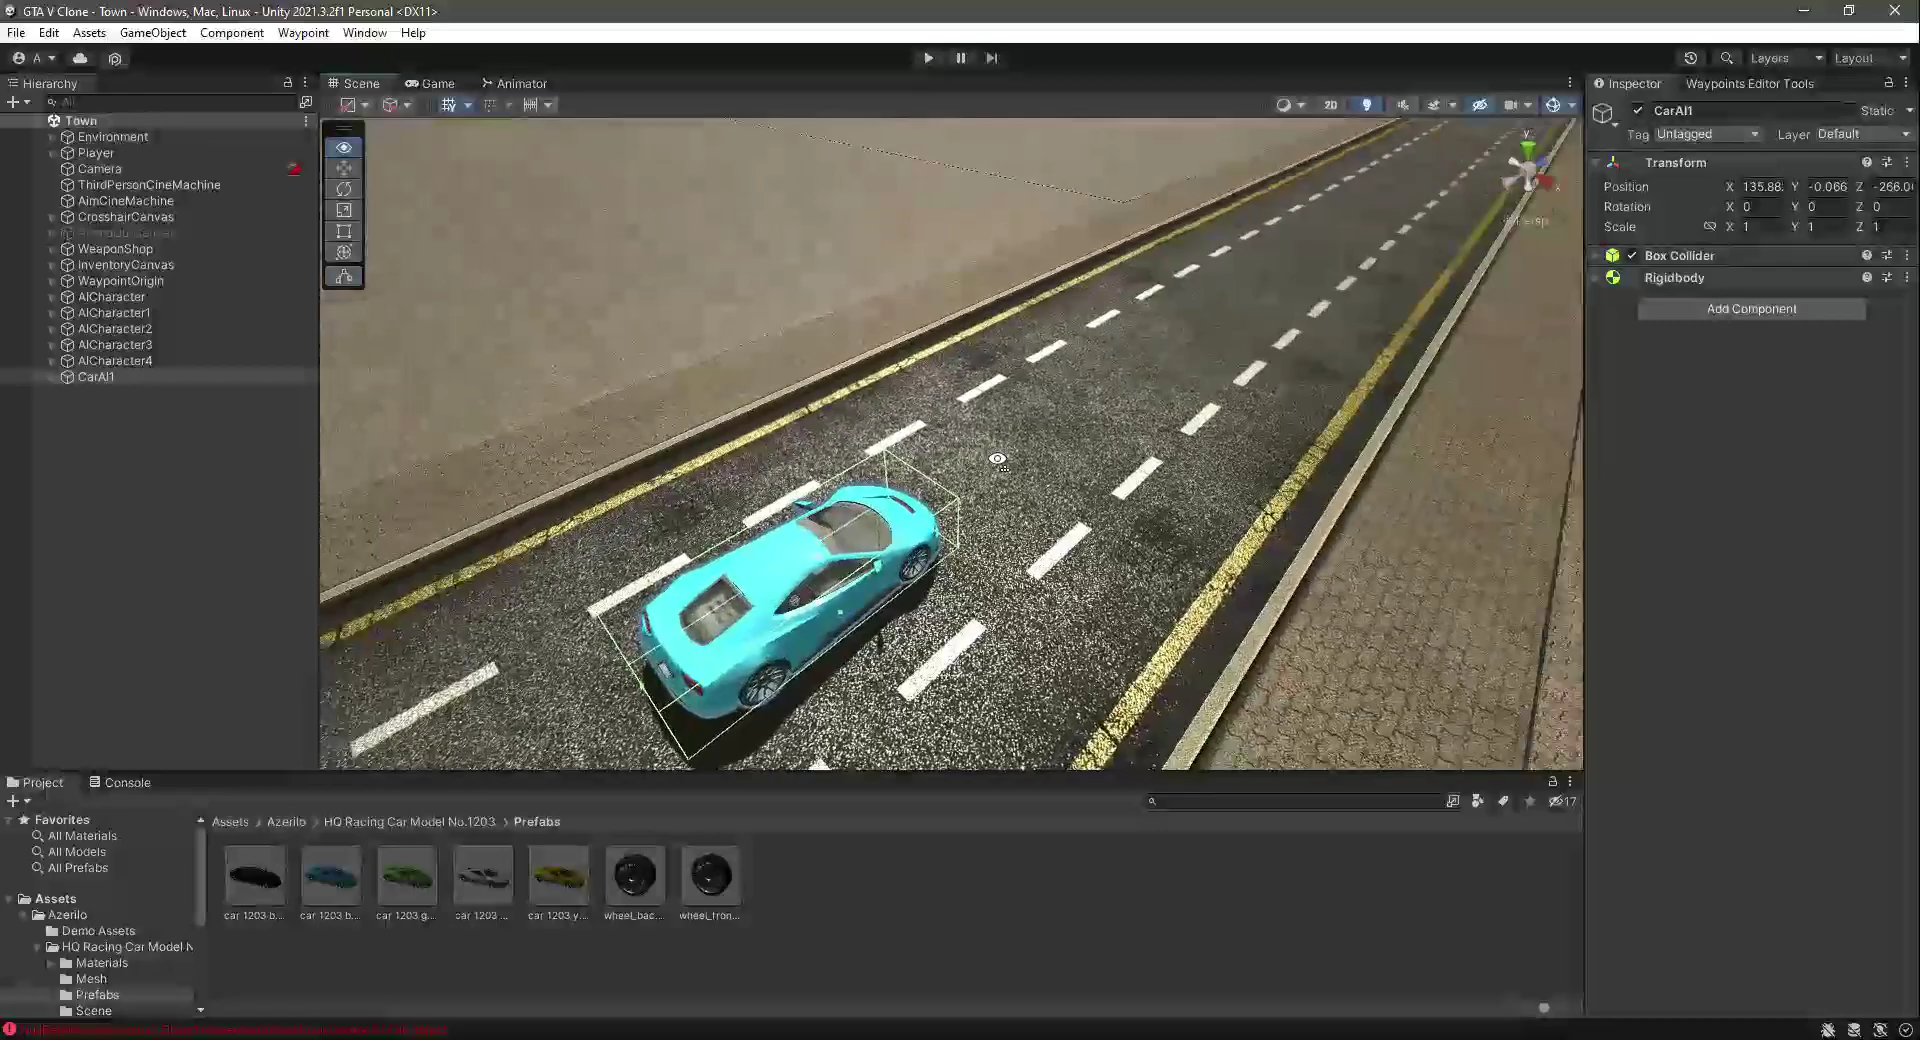 GTA V Clone - Town - Windows, Mac, Linux - Unity 2021.3.2f1 Personal <DX11>
File Edit Assets GameObject Component Waypoint Window Help
A Layers Layout
Hierarchy
Scene Game Animator
Inspector Waypoints Editor Tools
All
2D
Town
Environment
Player
Camera
ThirdPersonCineMachine
AimCineMachine
CrosshairCanvas
WeaponShop
InventoryCanvas
WaypointOrigin
AICharacter
AICharacter1
AICharacter2
AICharacter3
AICharacter4
CarAI1
y
x
Persp
CarAI1 Static
Tag Untagged Layer Default
Transform
Position X 135.88 Y -0.066 Z -266.0
Rotation X 0 Y 0 Z 0
Scale X 1 Y 1 Z 1
Box Collider
Rigidbody
Add Component
Project Console
17
Favorites
All Materials
All Models
All Prefabs
Assets
Azerilo
Demo Assets
HQ Racing Car Model N
Materials
Mesh
Prefabs
Scene
Assets > Azerilo > HQ Racing Car Model No.1203 > Prefabs
car 1203 b... car 1203 b... car 1203 g... car 1203 ... car 1203 y... wheel_bac... wheel_fron...